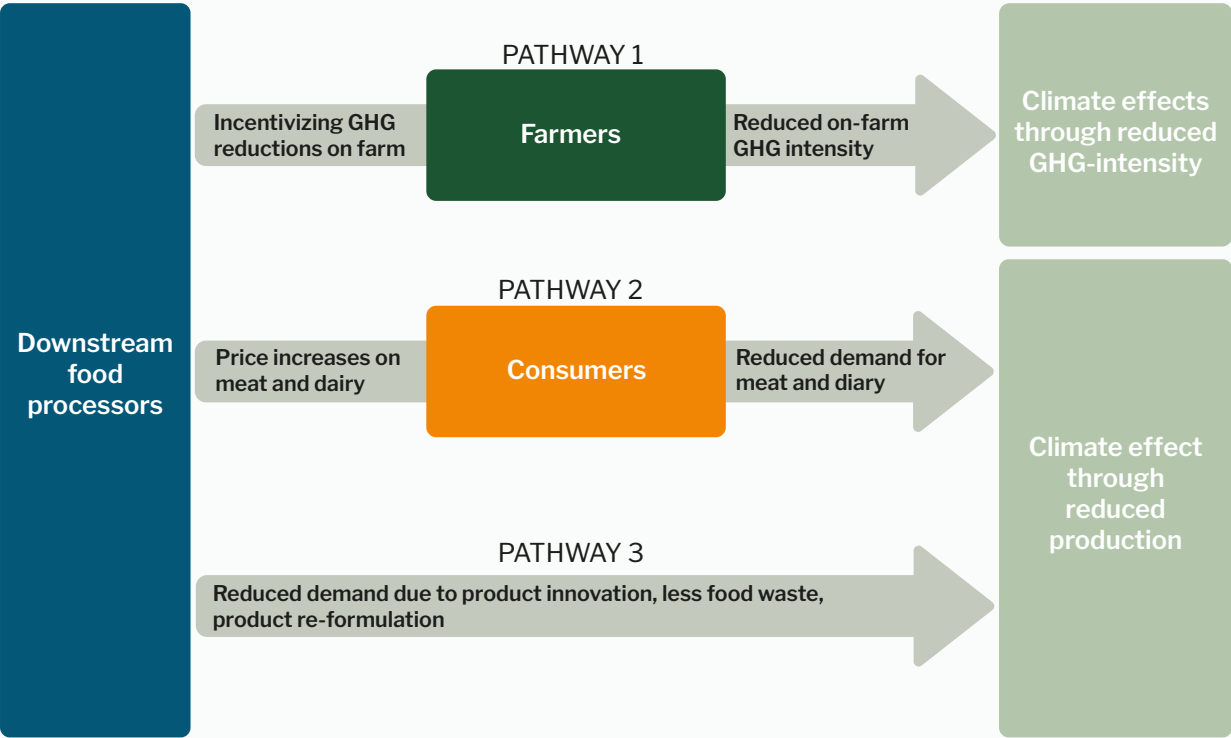 Downstream
food
processors
PATHWAY 1
Incentivizing GHG
reductions on farm
Farmers
Reduced on-farm
GHG intensity
Climate effects
through reduced
GHG-intensity
PATHWAY 2
Price increases on
meat and dairy
Consumers
Reduced demand for
meat and diary
PATHWAY 3
Reduced demand due to product innovation, less food waste,
product re-formulation
Climate effect
through
reduced
production